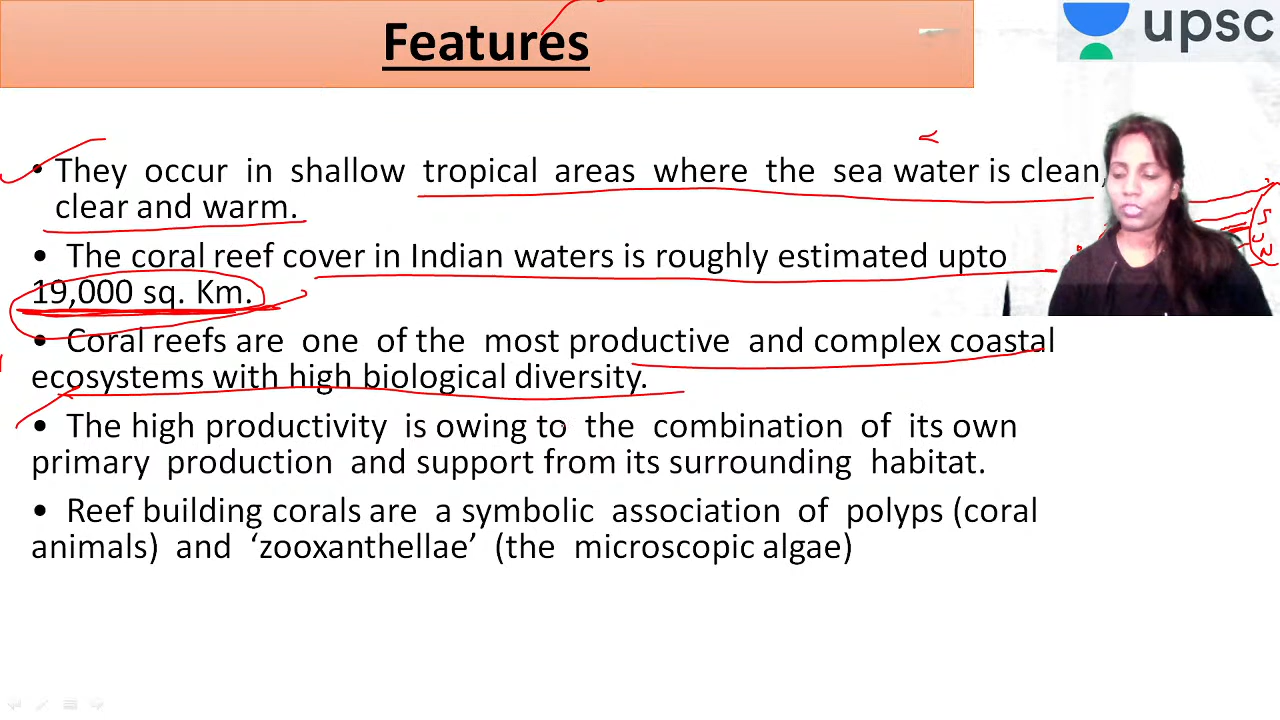 Features
upsc
• They occur in shallow tropical areas where the sea water is clean,
clear and warm.
• The coral reef cover in Indian waters is roughly estimated upto
19,000 sq. Km.
• Coral reefs are one of the most productive and complex coastal
ecosystems with high biological diversity.
• The high productivity is owing to the combination of its own
primary production and support from its surrounding habitat.
• Reef building corals are a symbolic association of polyps (coral
animals) and ‘zooxanthellae’ (the microscopic algae)